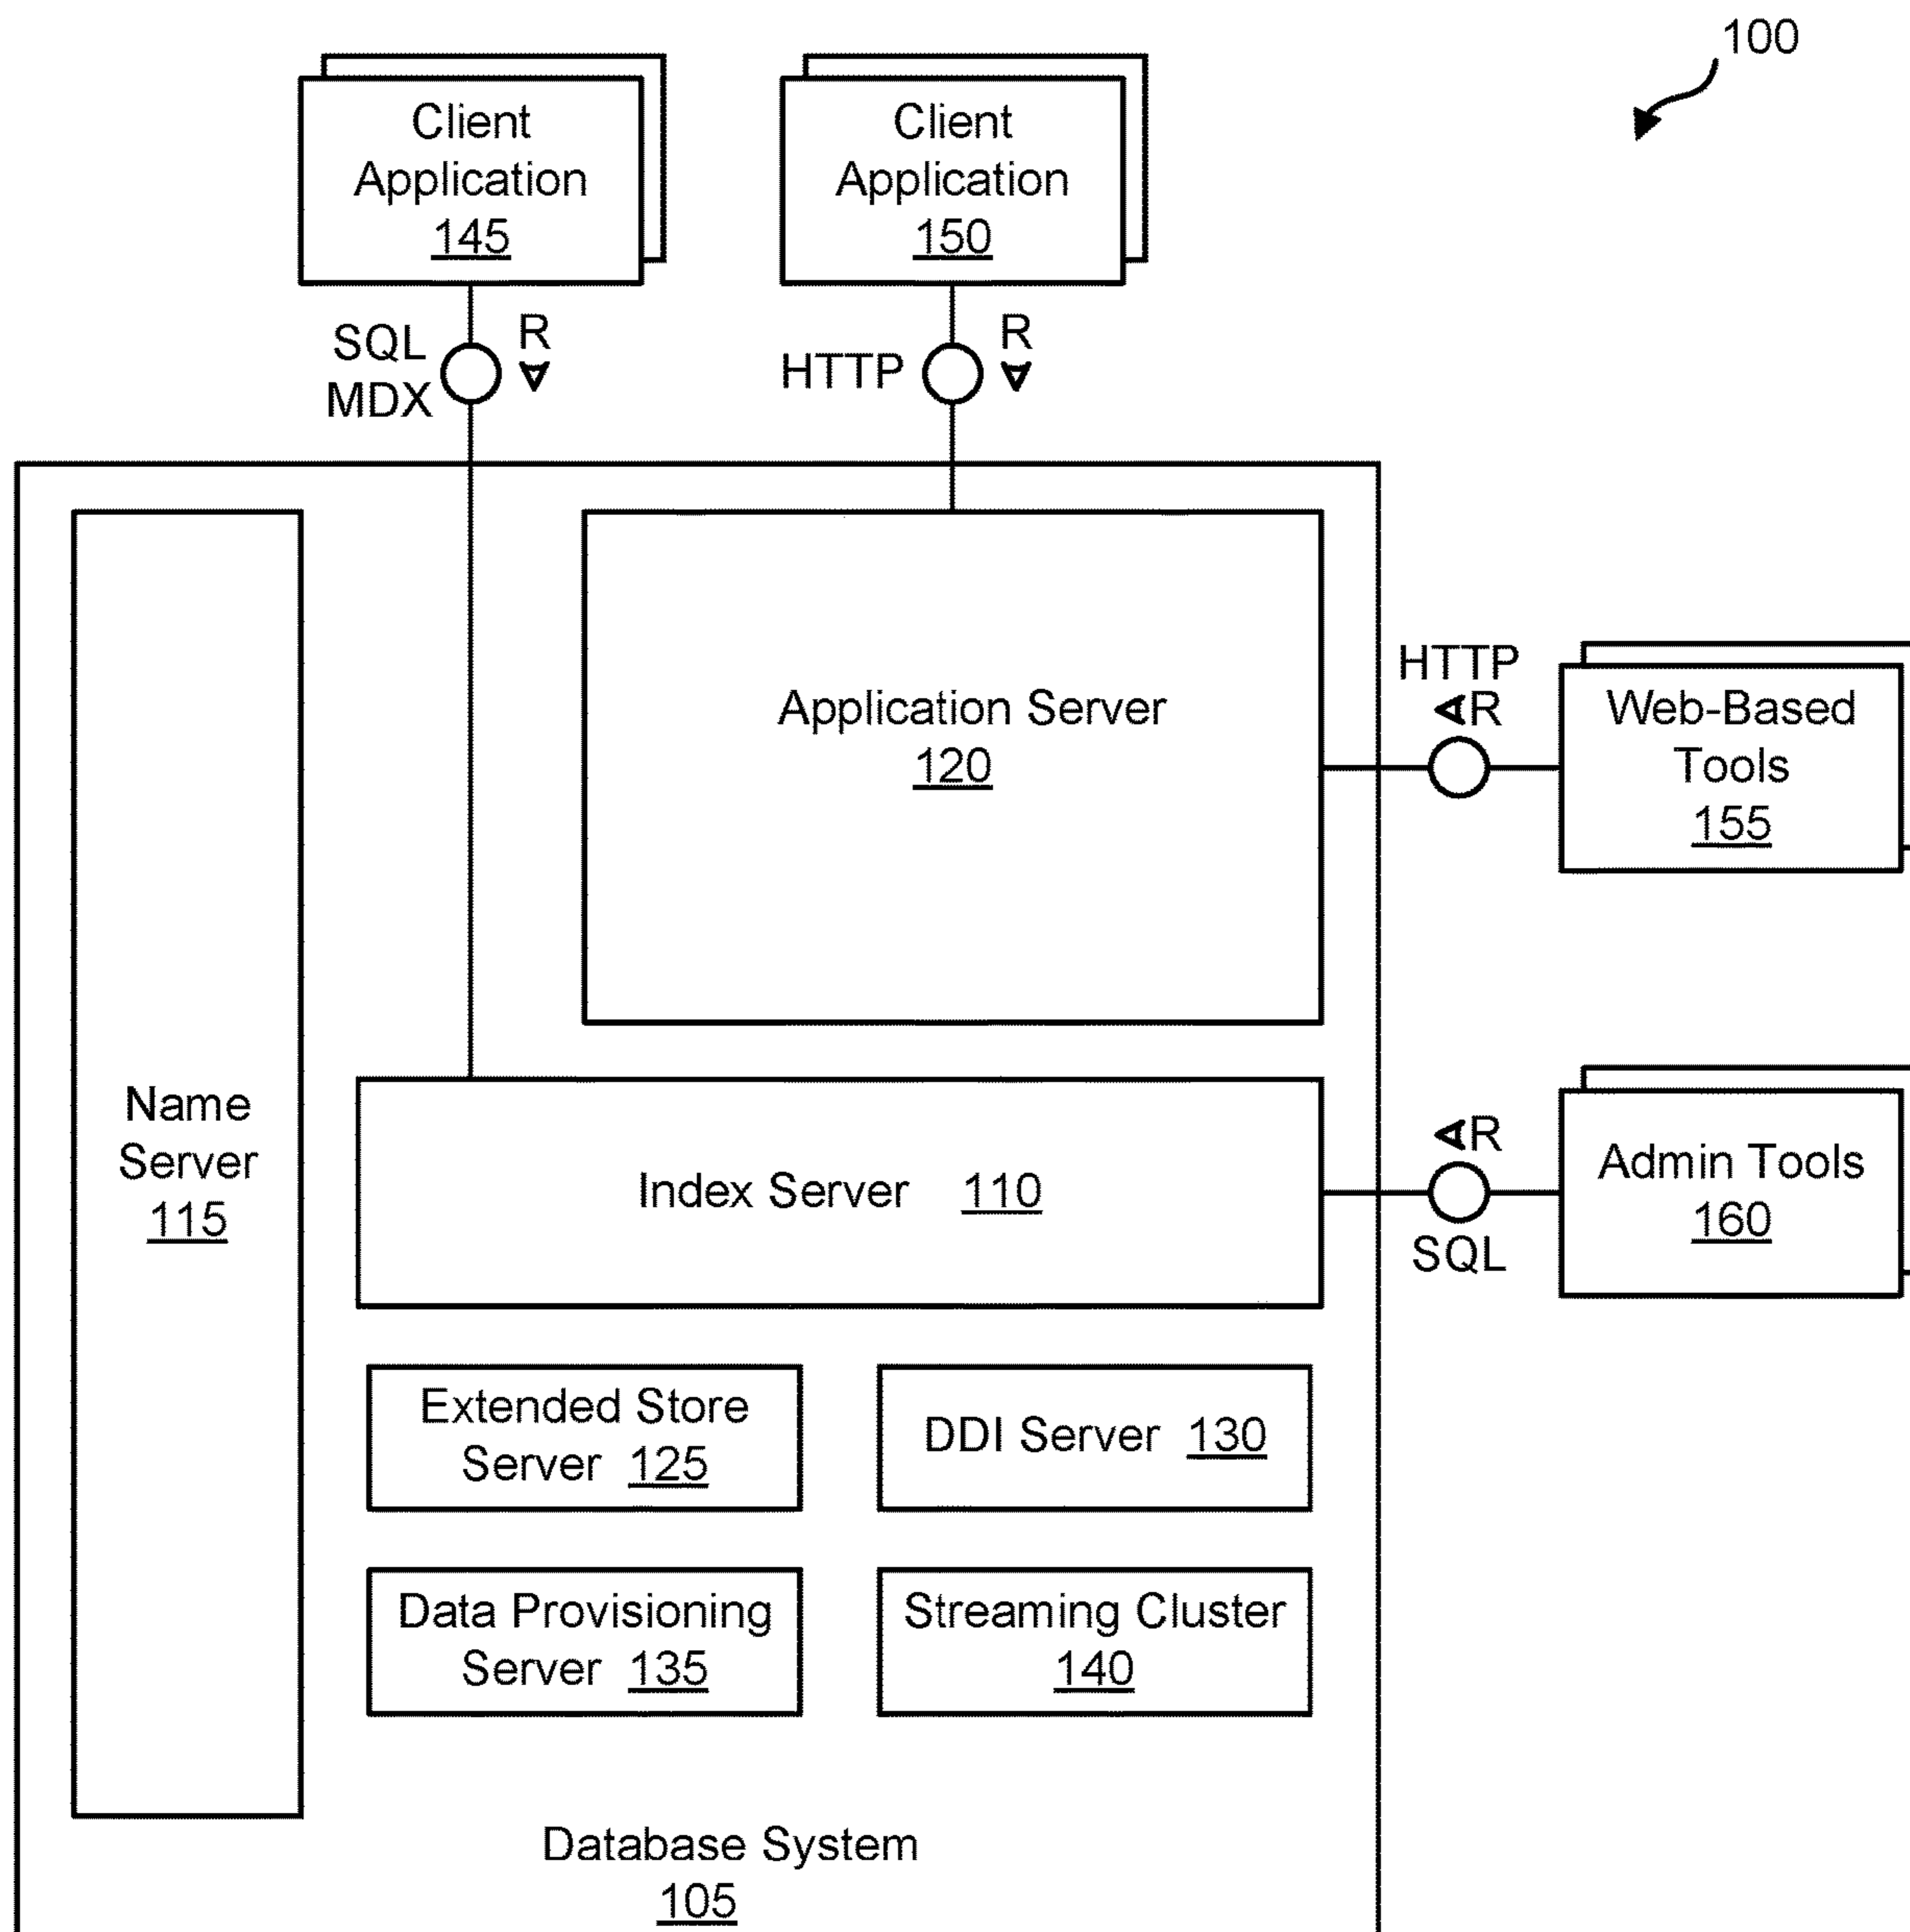 100
Client
Application
145
Client
Application
150
SQL
MDX
R
HTTP
R
Application Server
120
HTTP
R
Web-Based
Tools
155
Name
Server
115
Index Server 110
R
SQL
Admin Tools
160
Extended Store
Server 125
DDI Server 130
Data Provisioning
Server 135
Streaming Cluster
140
Database System
105